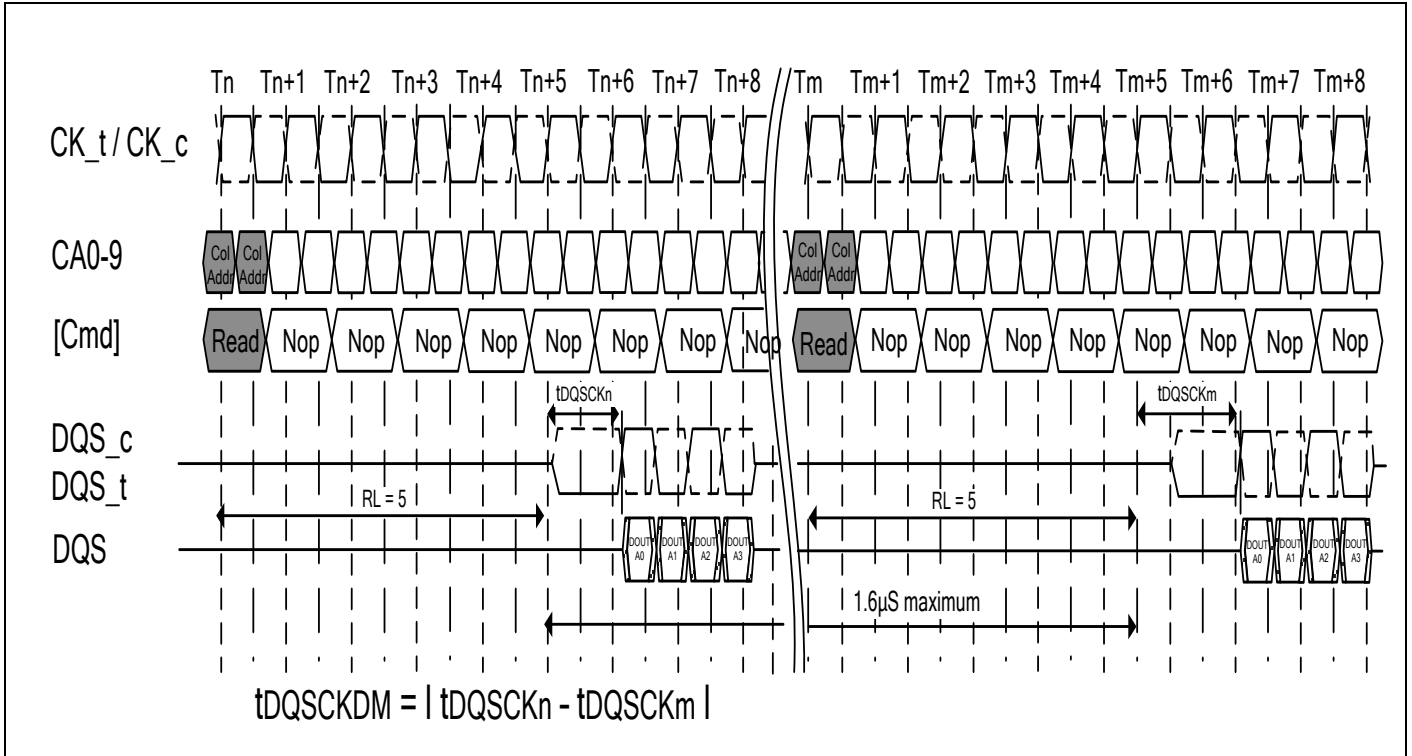 Tn Tn+1 Tn+2 Tn+3 Tn+4 Tn+5 Tn+6 Tn+7 Tn+8 Tm Tm+1 Tm+2 Tm+3 Tm+4 Tm+5 Tm+6 Tm+7 Tm+8
CK_t / CK_c
CA0-9 Col Addr Col Addr Col Addr Col Addr
[Cmd] Read Nop Nop Nop Nop Nop Nop Nop Nop Read Nop Nop Nop Nop Nop Nop Nop Nop
tDQSCKn tDQSCKm
DQS_c
DQS_t
RL = 5 RL = 5
DQS DOUT A0 DOUT A1 DOUT A2 DOUT A3 DOUT A0 DOUT A1 DOUT A2 DOUT A3
1.6µS maximum
tDQSCKDM = | tDQSCKn - tDQSCKm |